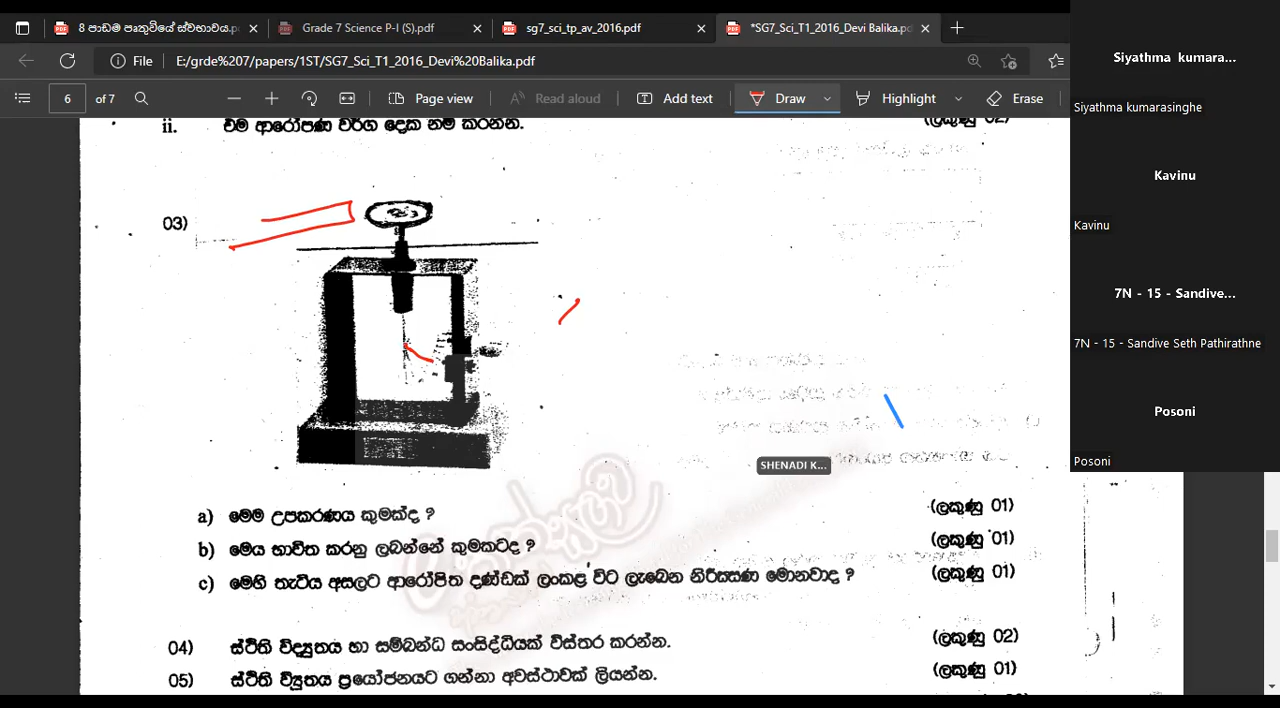 8 පාඩම පෘතුවියේ ස්වභාවය.p
Grade 7 Science P-I (S).pdf
sg7_sci_tp_av_2016.pdf
*SG7_Sci_T1_2016_Devi Balika.pd
File
E:/grde%207/papers/1ST/SG7_Sci_T1_2016_Devi%20Balika.pdf
6 of 7
Page view
Read aloud
Add text
Draw
Highlight
Erase
ii. එම ආරෝපණ වර්ග දෙක නම් කරන්න. (ලකුණු 02)
03)
SHENADI K...
a) මෙම උපකරණය කුමක්ද ? (ලකුණු 01)
b) මෙය භාවිත කරනු ලබන්නේ කුමකටද ? (ලකුණු 01)
c) මෙහි තැටිය අසලට ආරෝපිත දණ්ඩක් ලංකළ විට ලැබෙන නිරීක්ෂණ මොනවාද ? (ලකුණු 01)
04) ස්ථිති විද්‍යුතය හා සම්බන්ධ සංසිද්ධියක් විස්තර කරන්න. (ලකුණු 02)
05) ස්ථිති විද්‍යුතය ප්‍රයෝජනයට ගන්නා අවස්ථාවක් ලියන්න. (ලකුණු 01)
Siyathma kumara...
Siyathma kumarasinghe
Kavinu
Kavinu
7N - 15 - Sandive...
7N - 15 - Sandive Seth Pathirathne
Posoni
Posoni